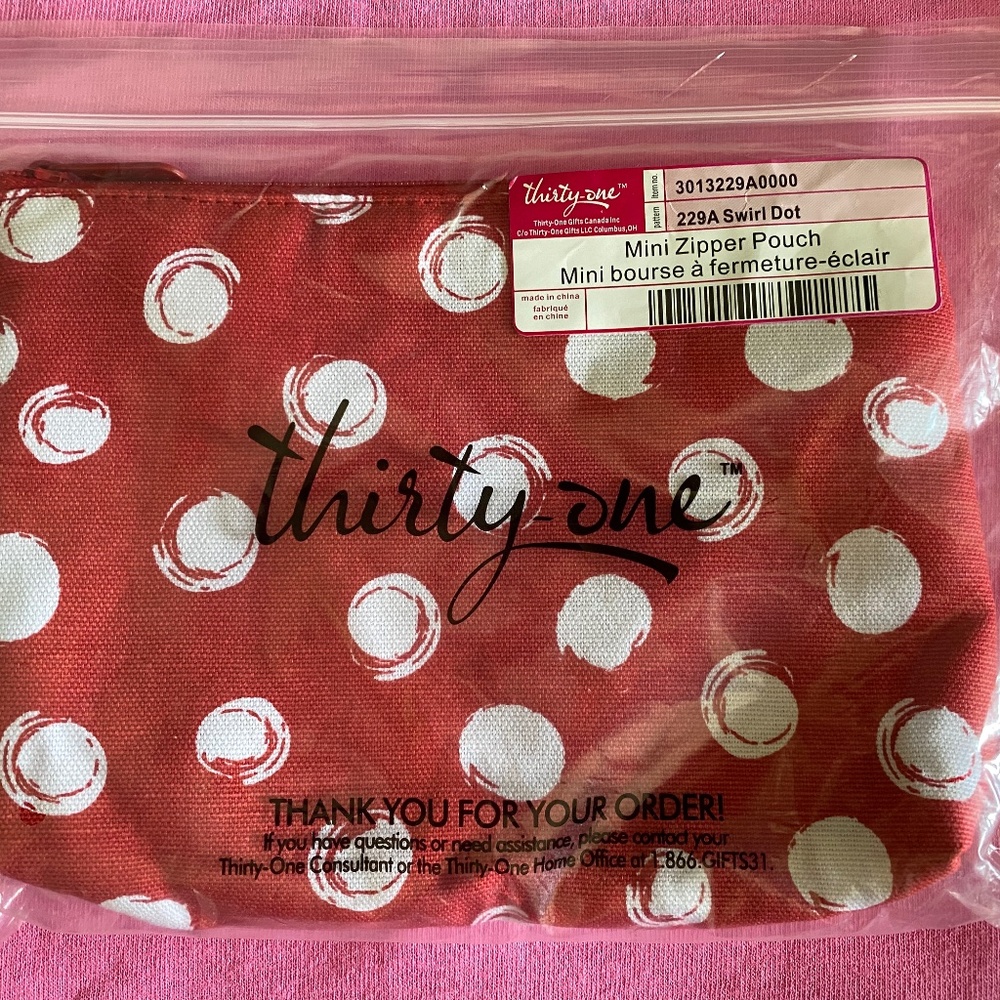 thirty-one™
Thirty-One Gifts Canada Inc
C/o Thirty-One Gifts LLC Columbus,OH
item no. 3013229A0000
pattern 229A Swirl Dot
Mini Zipper Pouch
Mini bourse à fermeture-éclair
made in china
fabriqué
en chine
thirty-one™
THANK YOU FOR YOUR ORDER!
If you have questions or need assistance, please contact your
Thirty-One Consultant or the Thirty-One Home Office at 1.866.GIFTS31.